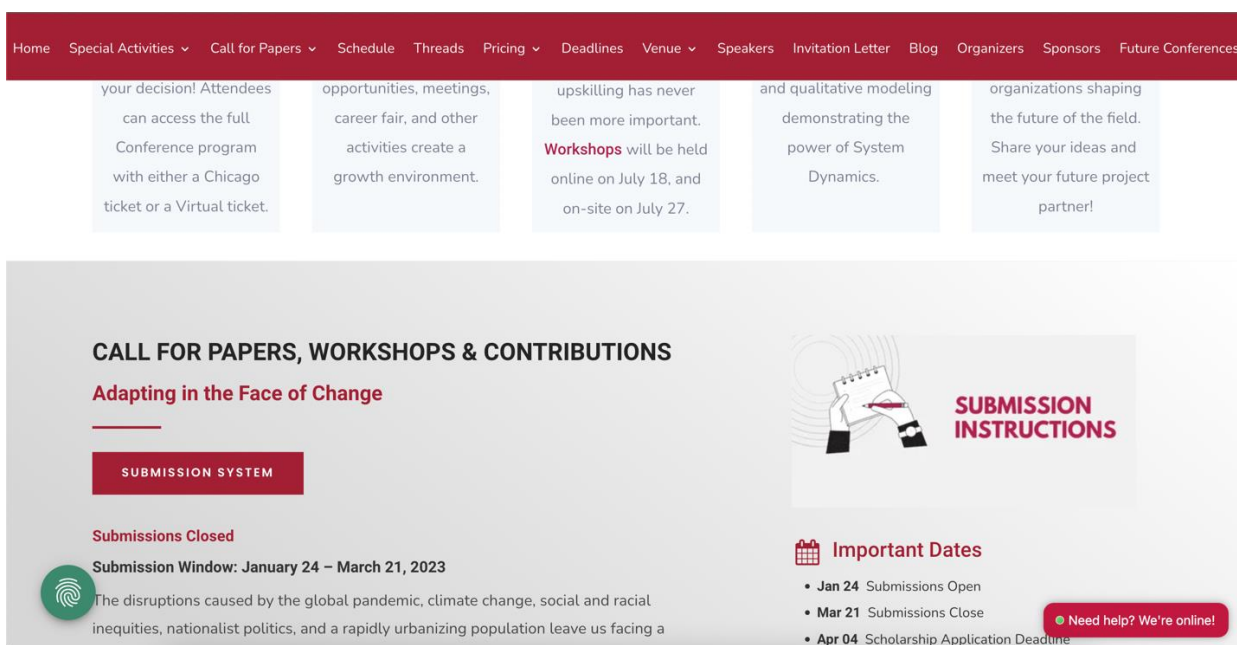 Home Special Activities Call for Papers Schedule Threads Pricing Deadlines Venue Speakers Invitation Letter Blog Organizers Sponsors Future Conferences
your decision! Attendees
can access the full
Conference program
with either a Chicago
ticket or a Virtual ticket.
opportunities, meetings,
career fair, and other
activities create a
growth environment.
upskilling has never
been more important.
Workshops will be held
online on July 18, and
on-site on July 27.
and qualitative modeling
demonstrating the
power of System
Dynamics.
organizations shaping
the future of the field.
Share your ideas and
meet your future project
partner!
CALL FOR PAPERS, WORKSHOPS & CONTRIBUTIONS
Adapting in the Face of Change
SUBMISSION SYSTEM
Submissions Closed
Submission Window: January 24 – March 21, 2023
The disruptions caused by the global pandemic, climate change, social and racial
inequities, nationalist politics, and a rapidly urbanizing population leave us facing a
SUBMISSION
INSTRUCTIONS
Important Dates
• Jan 24 Submissions Open
• Mar 21 Submissions Close
• Apr 04 Scholarship Application Deadline
Need help? We're online!